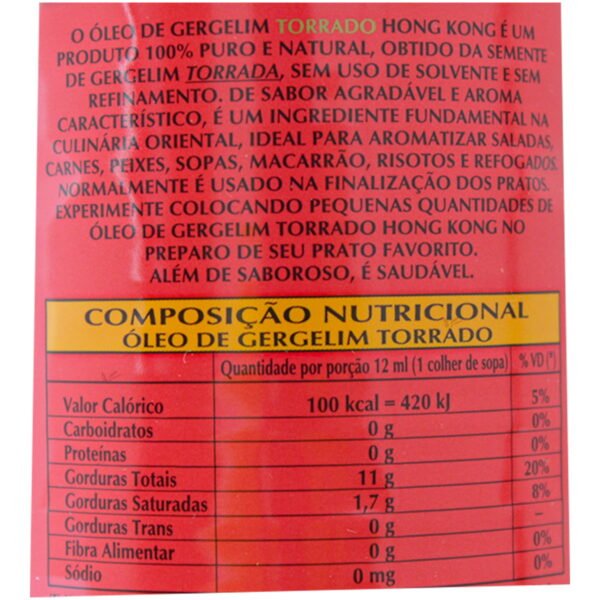 O ÓLEO DE GERGELIM TORRADO HONG KONG É UM
PRODUTO 100% PURO E NATURAL, OBTIDO DA SEMENTE
DE GERGELIM TORRADA, SEM USO DE SOLVENTE E SEM
REFINAMENTO. DE SABOR AGRADÁVEL E AROMA
CARACTERÍSTICO, É UM INGREDIENTE FUNDAMENTAL NA
CULINÁRIA ORIENTAL, IDEAL PARA AROMATIZAR SALADAS,
CARNES, PEIXES, SOPAS, MACARRÃO, RISOTOS E REFOGADOS.
NORMALMENTE É USADO NA FINALIZAÇÃO DOS PRATOS.
EXPERIMENTE COLOCANDO PEQUENAS QUANTIDADES DE
ÓLEO DE GERGELIM TORRADO HONG KONG NO
PREPARO DE SEU PRATO FAVORITO.
ALÉM DE SABOROSO, É SAUDÁVEL.
COMPOSIÇÃO NUTRICIONAL
ÓLEO DE GERGELIM TORRADO
Quantidade por porção 12 ml (1 colher de sopa) % VD (*)
Valor Calórico 100 kcal = 420 kJ 5%
Carboidratos 0 g 0%
Proteínas 0 g 0%
Gorduras Totais 11 g 20%
Gorduras Saturadas 1,7 g 8%
Gorduras Trans 0 g –
Fibra Alimentar 0 g 0%
Sódio 0 mg 0%